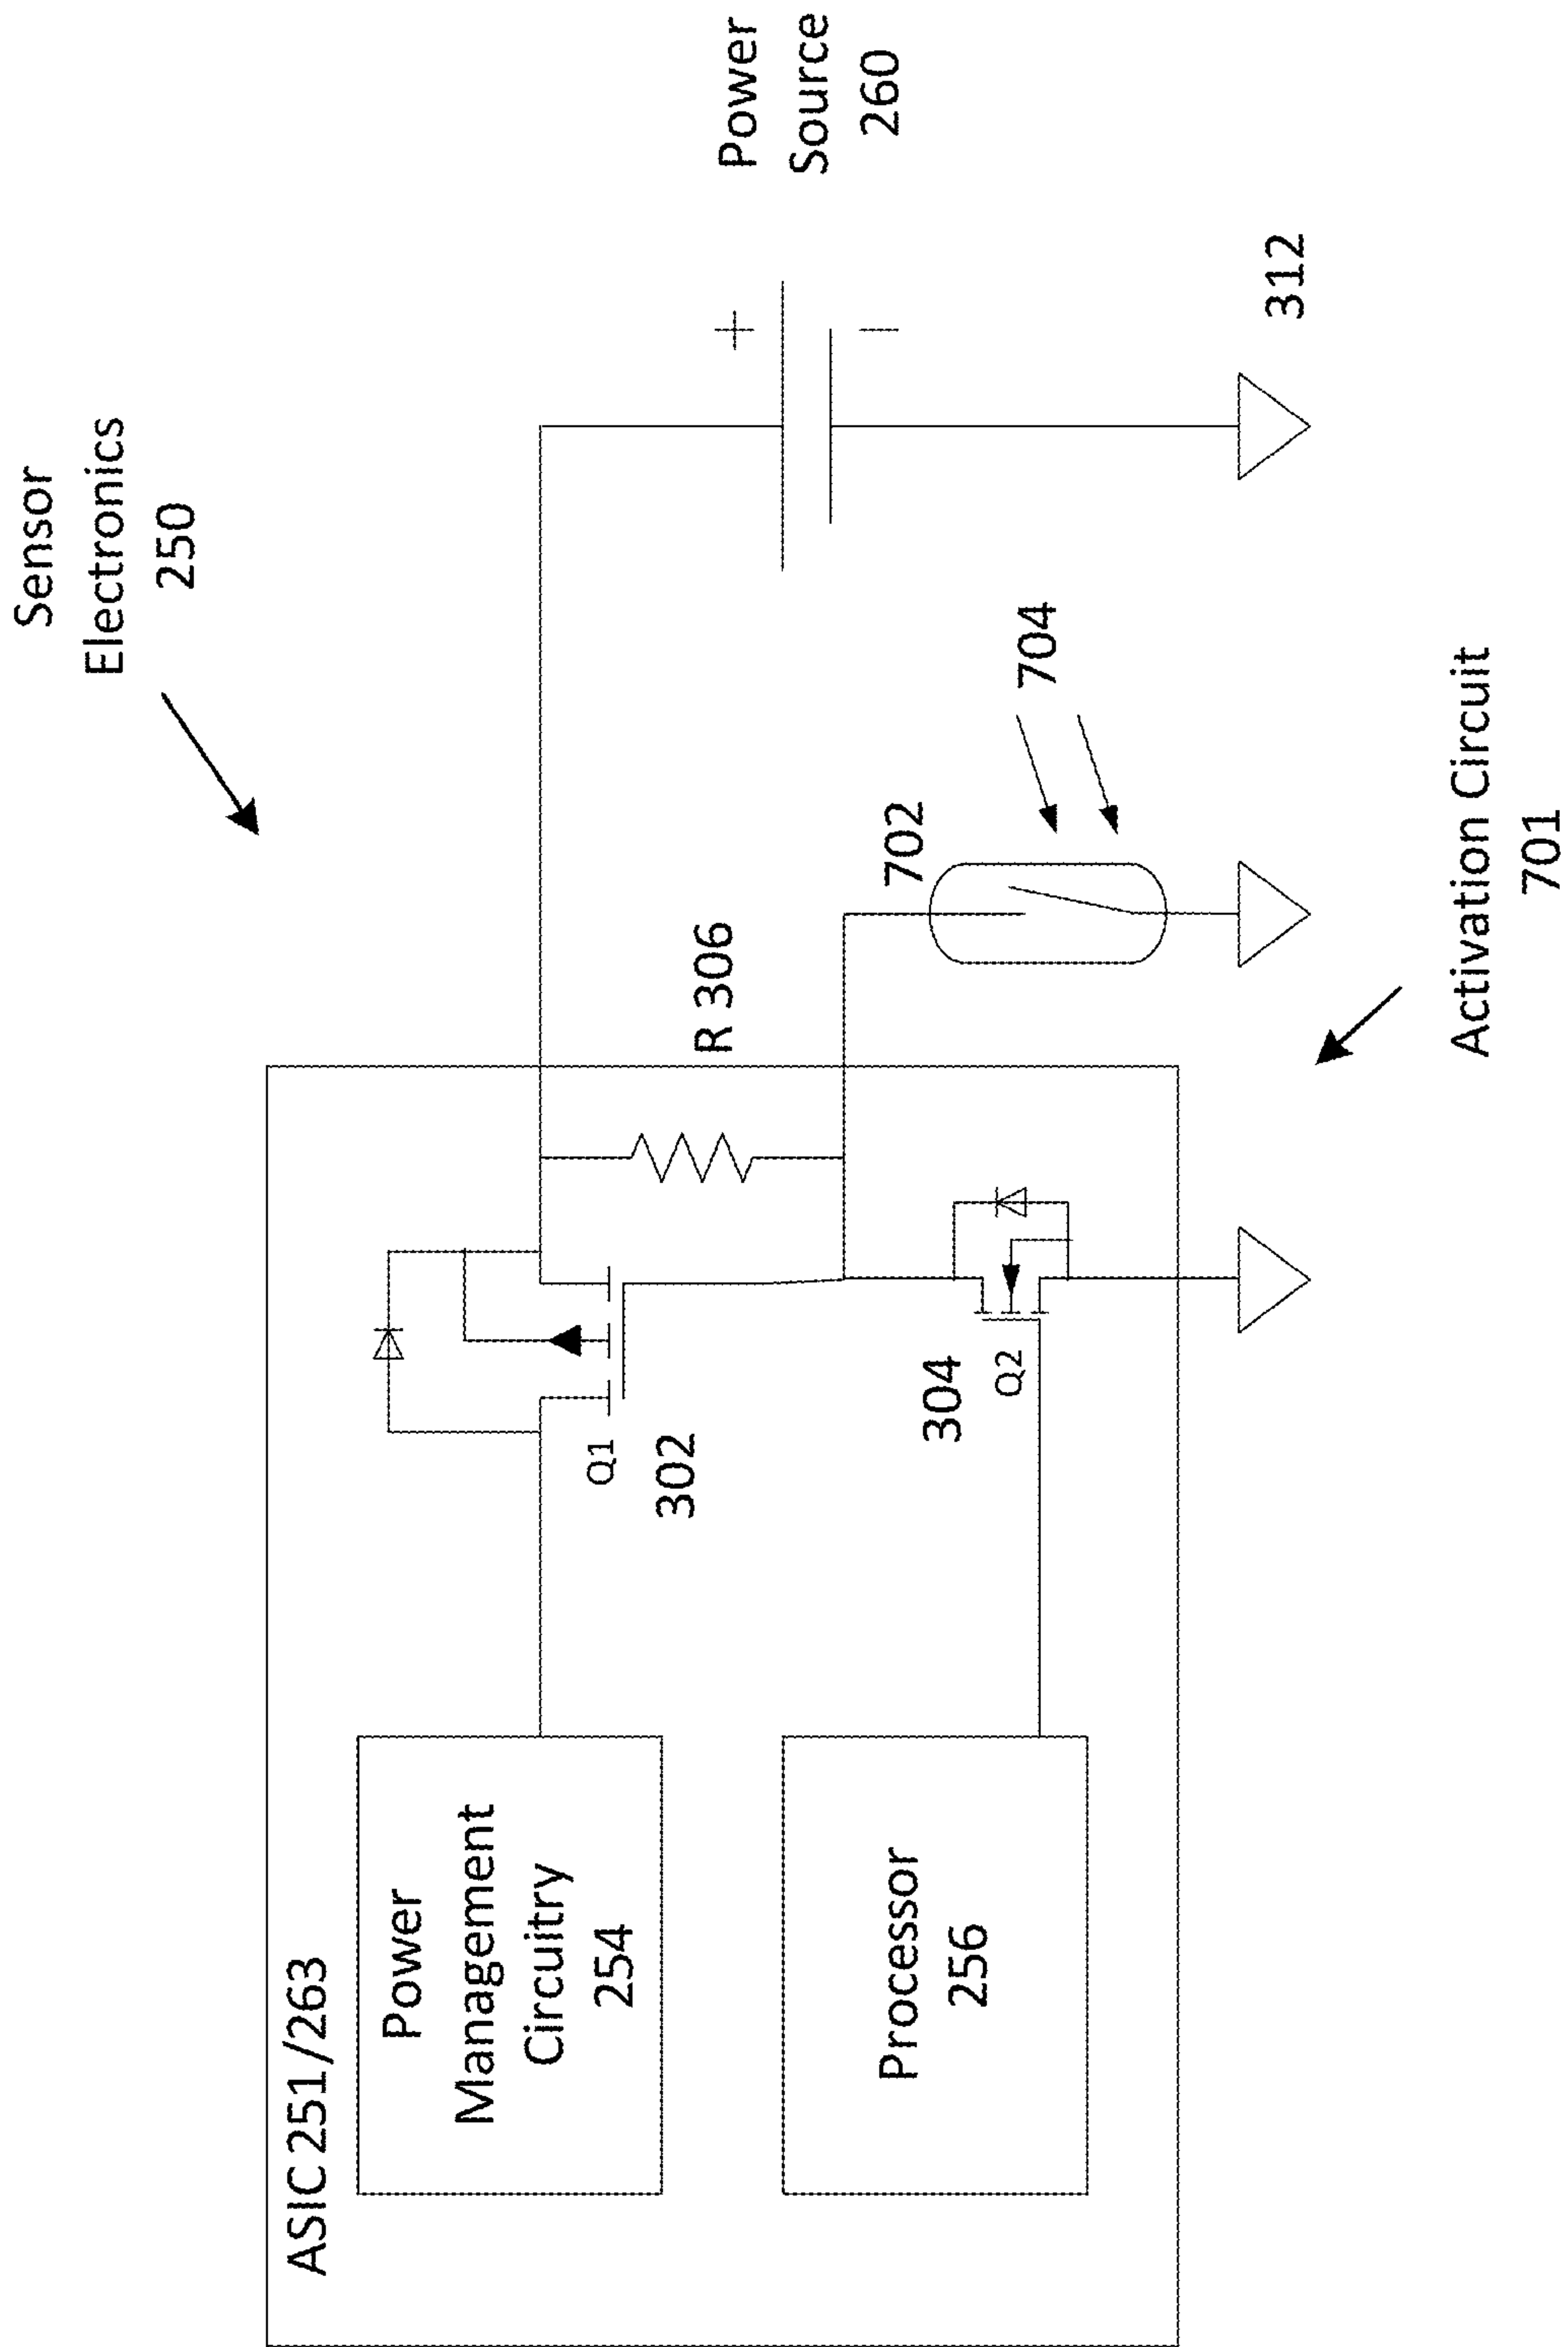 Sensor
Electronics
250
ASIC 251/263
Power
Management
Circuitry
254
Q1
302
R 306
+
−
Power
Source
260
Processor
256
304
Q2
702
704
312
Activation Circuit
701